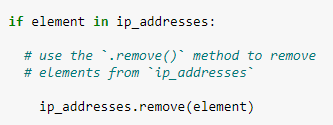 if element in ip_addresses:
# use the `.remove()` method to remove
# elements from `ip_addresses`
ip_addresses.remove(element)